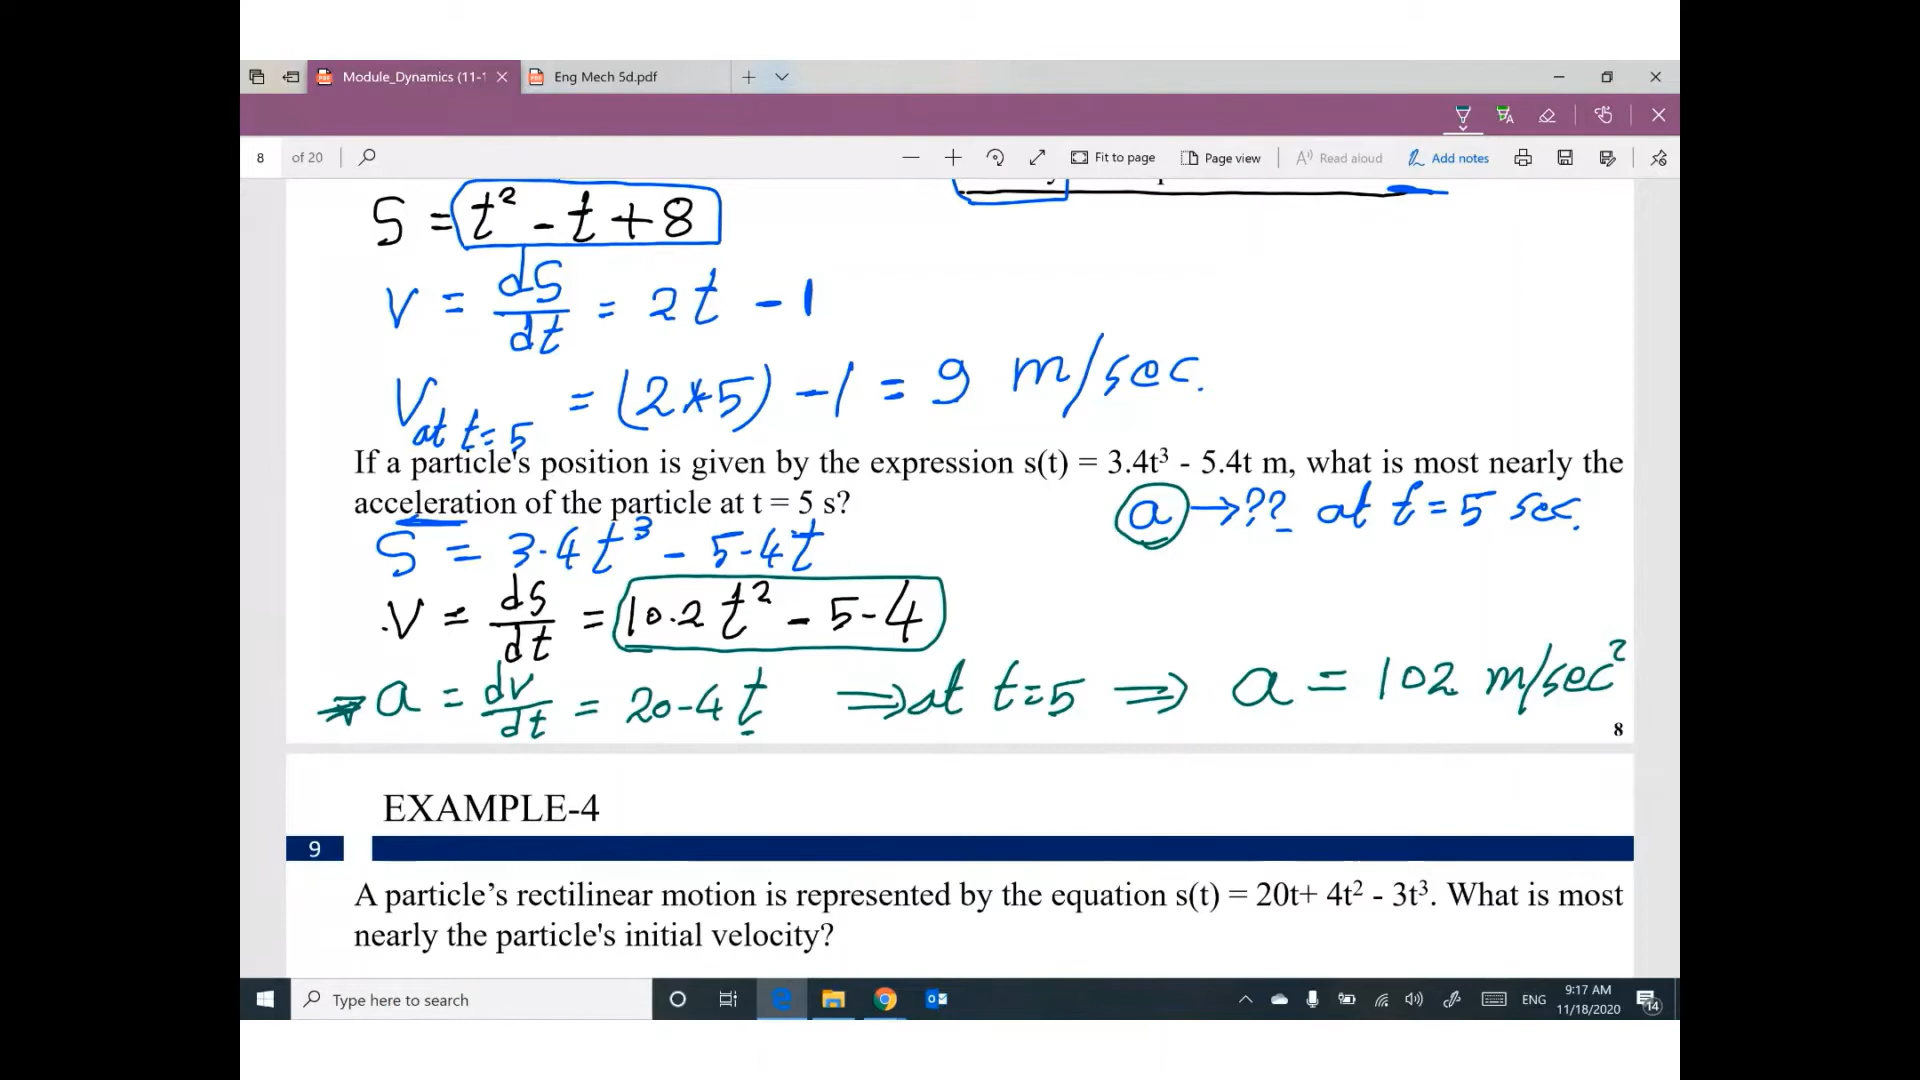 Module_Dynamics (11-1
Eng Mech 5d.pdf
8 of 20
Fit to page
Page view
Read aloud
Add notes
S = t² - t + 8
V = dS/dt = 2t - 1
V at t=5 = (2*5) - 1 = 9 m/sec.
If a particle's position is given by the expression s(t) = 3.4t³ - 5.4t m, what is most nearly the
acceleration of the particle at t = 5 s?
a → ?? at t = 5 sec.
S = 3.4t³ - 5.4t
V = ds/dt = 10.2 t² - 5.4
a = dv/dt = 20.4 t ⇒ at t=5 ⇒ a = 102 m/sec²
8
EXAMPLE-4
9
A particle’s rectilinear motion is represented by the equation s(t) = 20t+ 4t² - 3t³. What is most
nearly the particle's initial velocity?
Type here to search
ENG
9:17 AM
11/18/2020
14